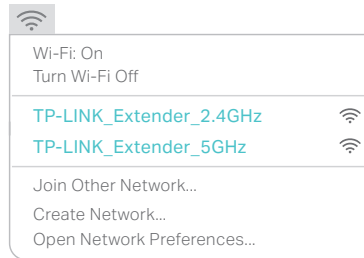 Wi-Fi: On
Turn Wi-Fi Off
TP-LINK_Extender_2.4GHz
TP-LINK_Extender_5GHz
Join Other Network...
Create Network...
Open Network Preferences...